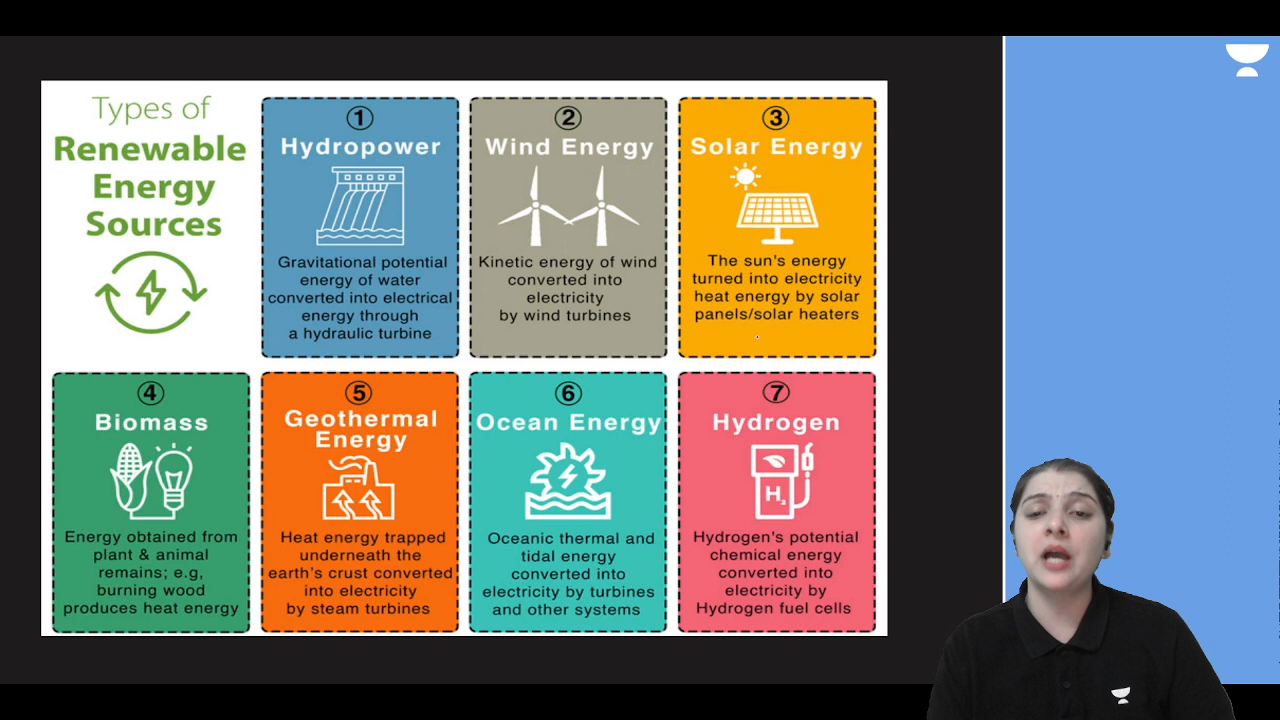 Types of
Renewable
Energy
Sources
①
Hydropower
Gravitational potential
energy of water
converted into electrical
energy through
a hydraulic turbine
②
Wind Energy
Kinetic energy of wind
converted into
electricity
by wind turbines
③
Solar Energy
The sun's energy
turned into electricity
heat energy by solar
panels/solar heaters
④
Biomass
Energy obtained from
plant & animal
remains; e.g,
burning wood
produces heat energy
⑤
Geothermal
Energy
Heat energy trapped
underneath the
earth's crust converted
into electricity
by steam turbines
⑥
Ocean Energy
Oceanic thermal and
tidal energy
converted into
electricity by turbines
and other systems
⑦
Hydrogen
H₂
Hydrogen's potential
chemical energy
converted into
electricity by
Hydrogen fuel cells